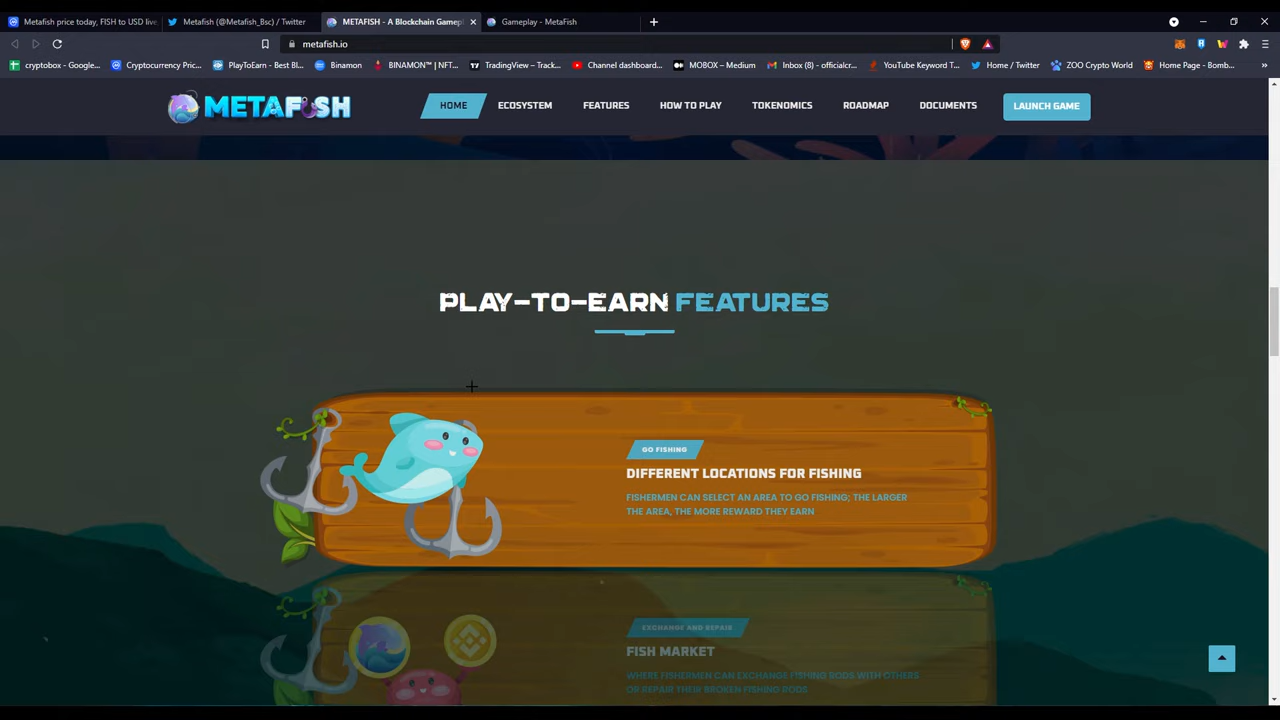 Metafish price today, FISH to USD live
Metafish (@Metafish_Bsc) / Twitter
METAFISH - A Blockchain Gamepl
Gameplay - MetaFish
metafish.io
cryptobox - Google...
Cryptocurrency Pric...
PlayToEarn - Best Bl...
Binamon
BINAMON™ | NFT...
TradingView – Track...
Channel dashboard...
MOBOX – Medium
Inbox (8) - officialcr...
YouTube Keyword T...
Home / Twitter
ZOO Crypto World
Home Page - Bomb...
METAFISH
HOME
ECOSYSTEM
FEATURES
HOW TO PLAY
TOKENOMICS
ROADMAP
DOCUMENTS
LAUNCH GAME
PLAY-TO-EARN FEATURES
GO FISHING
DIFFERENT LOCATIONS FOR FISHING
FISHERMEN CAN SELECT AN AREA TO GO FISHING; THE LARGER
THE AREA, THE MORE REWARD THEY EARN
EXCHANGE AND REPAIR
FISH MARKET
WHERE FISHERMEN CAN EXCHANGE FISHING RODS WITH OTHERS
OR REPAIR THEIR BROKEN FISHING RODS